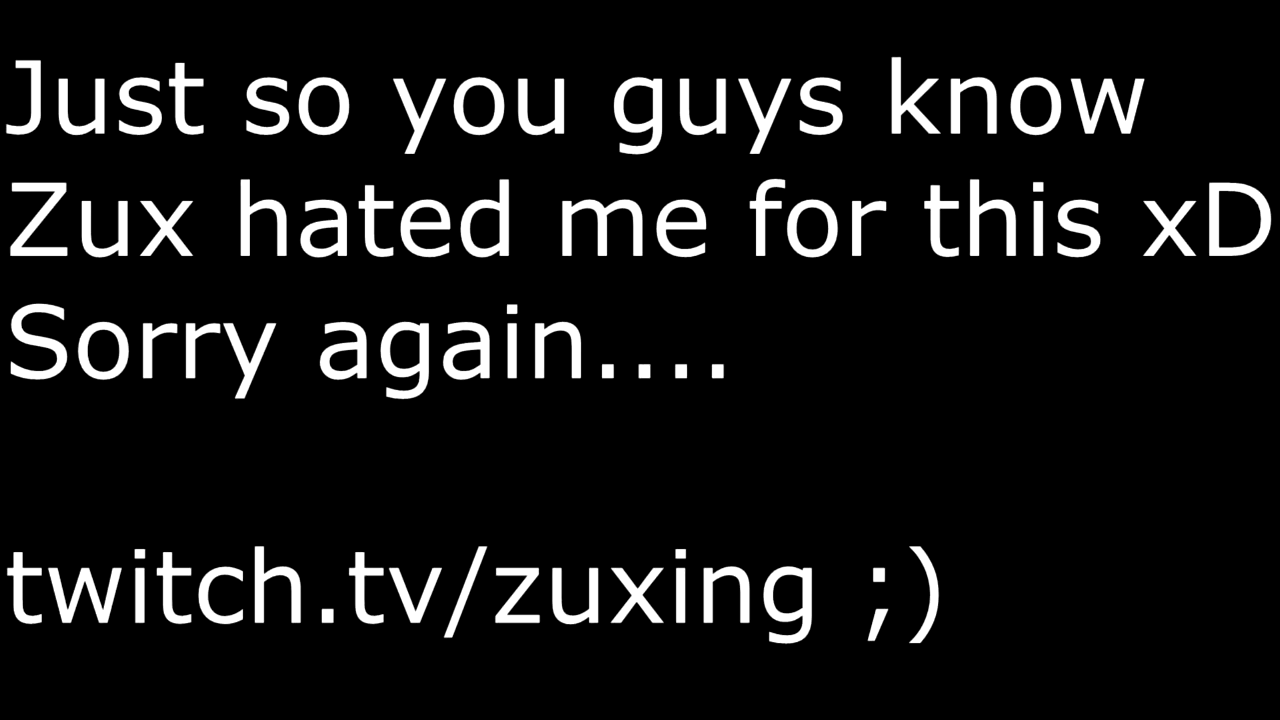 Just so you guys know
Zux hated me for this xD
Sorry again....
twitch.tv/zuxing ;)